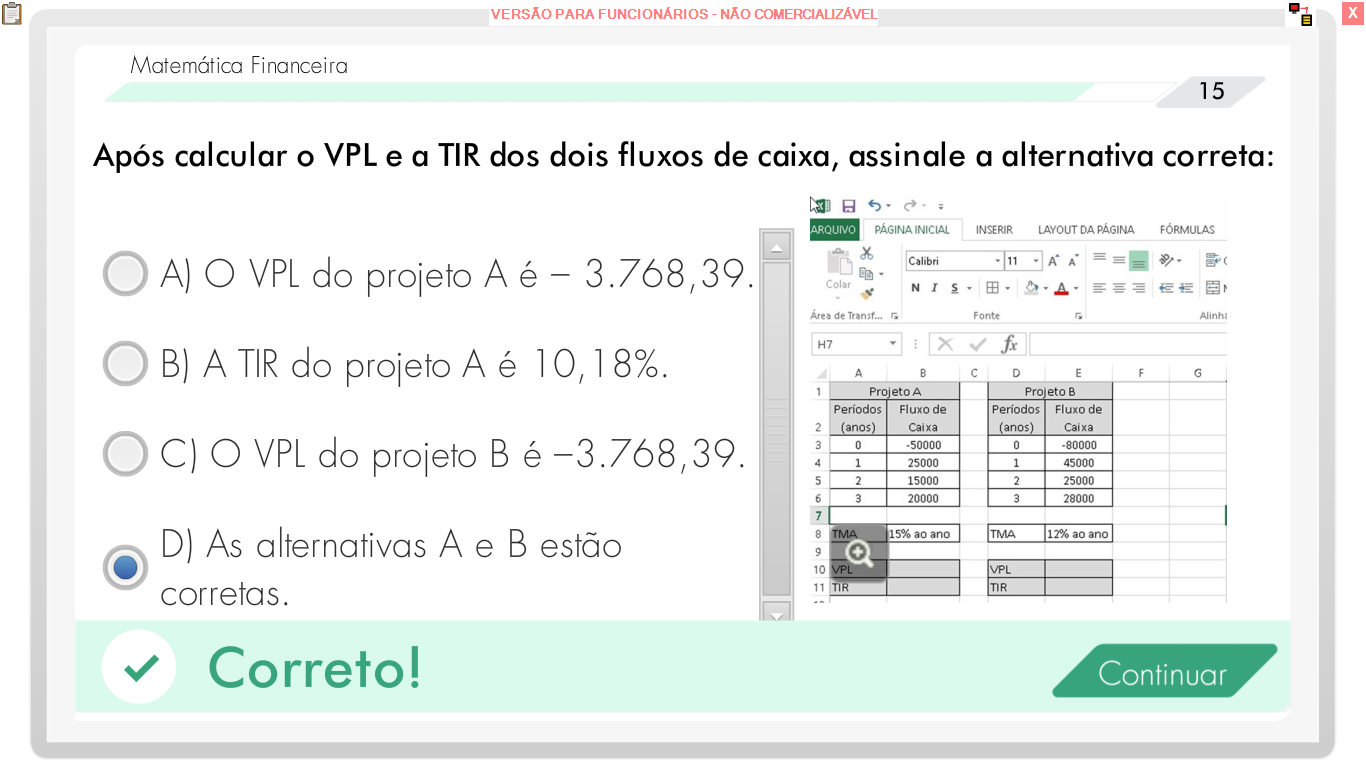 VERSÃO PARA FUNCIONÁRIOS - NÃO COMERCIALIZÁVEL
X
Matemática Financeira
15
Após calcular o VPL e a TIR dos dois fluxos de caixa, assinale a alternativa correta:
A) O VPL do projeto A é – 3.768,39.
B) A TIR do projeto A é 10,18%.
C) O VPL do projeto B é –3.768,39.
D) As alternativas A e B estão
corretas.
ARQUIVO PÁGINA INICIAL INSERIR LAYOUT DA PÁGINA FÓRMULAS
Colar
Calibri 11
N I S
Área de Transf... Fonte Alinha
H7 fx
A B C D E F G
1 Projeto A Projeto B
Períodos Fluxo de Períodos Fluxo de
2 (anos) Caixa (anos) Caixa
3 0 -50000 0 -80000
4 1 25000 1 45000
5 2 15000 2 25000
6 3 20000 3 28000
7
8 TMA 15% ao ano TMA 12% ao ano
9
10 VPL VPL
11 TIR TIR
Correto!
Continuar